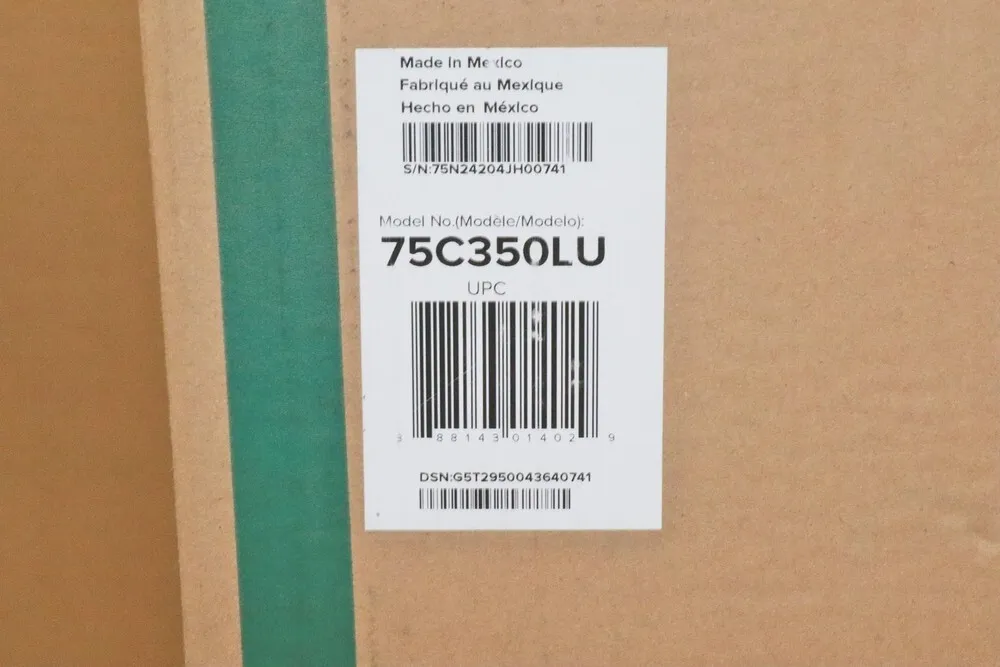 Made in Mexico
Fabriqué au Mexique
Hecho en México
S/N:75N24204JH00741
Model No.(Modèle/Modelo):
75C350LU
UPC
3 88143 01402 9
DSN:G5T2950043640741